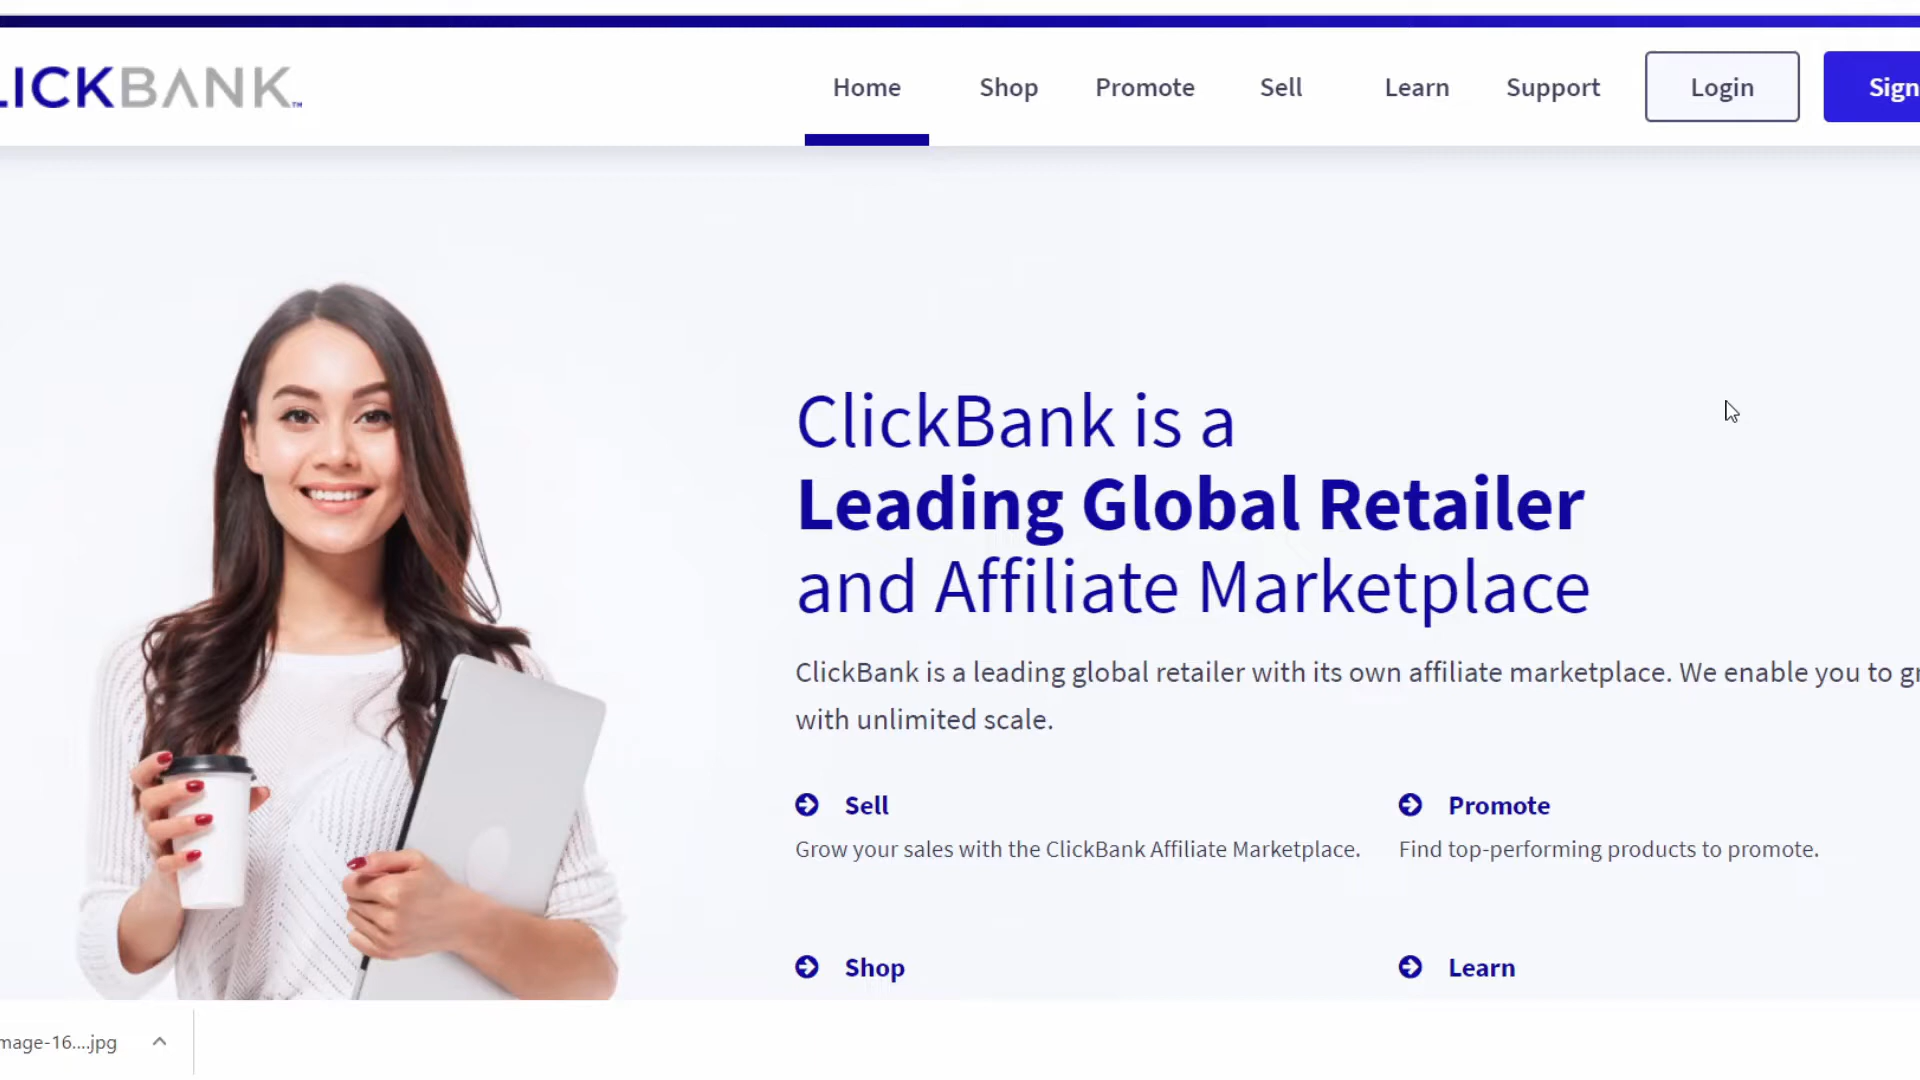 LICKBANK™
Home Shop Promote Sell Learn Support Login Sign
ClickBank is a
Leading Global Retailer
and Affiliate Marketplace
ClickBank is a leading global retailer with its own affiliate marketplace. We enable you to gr
with unlimited scale.
Sell
Grow your sales with the ClickBank Affiliate Marketplace.
Promote
Find top-performing products to promote.
Shop
Learn
mage-16....jpg